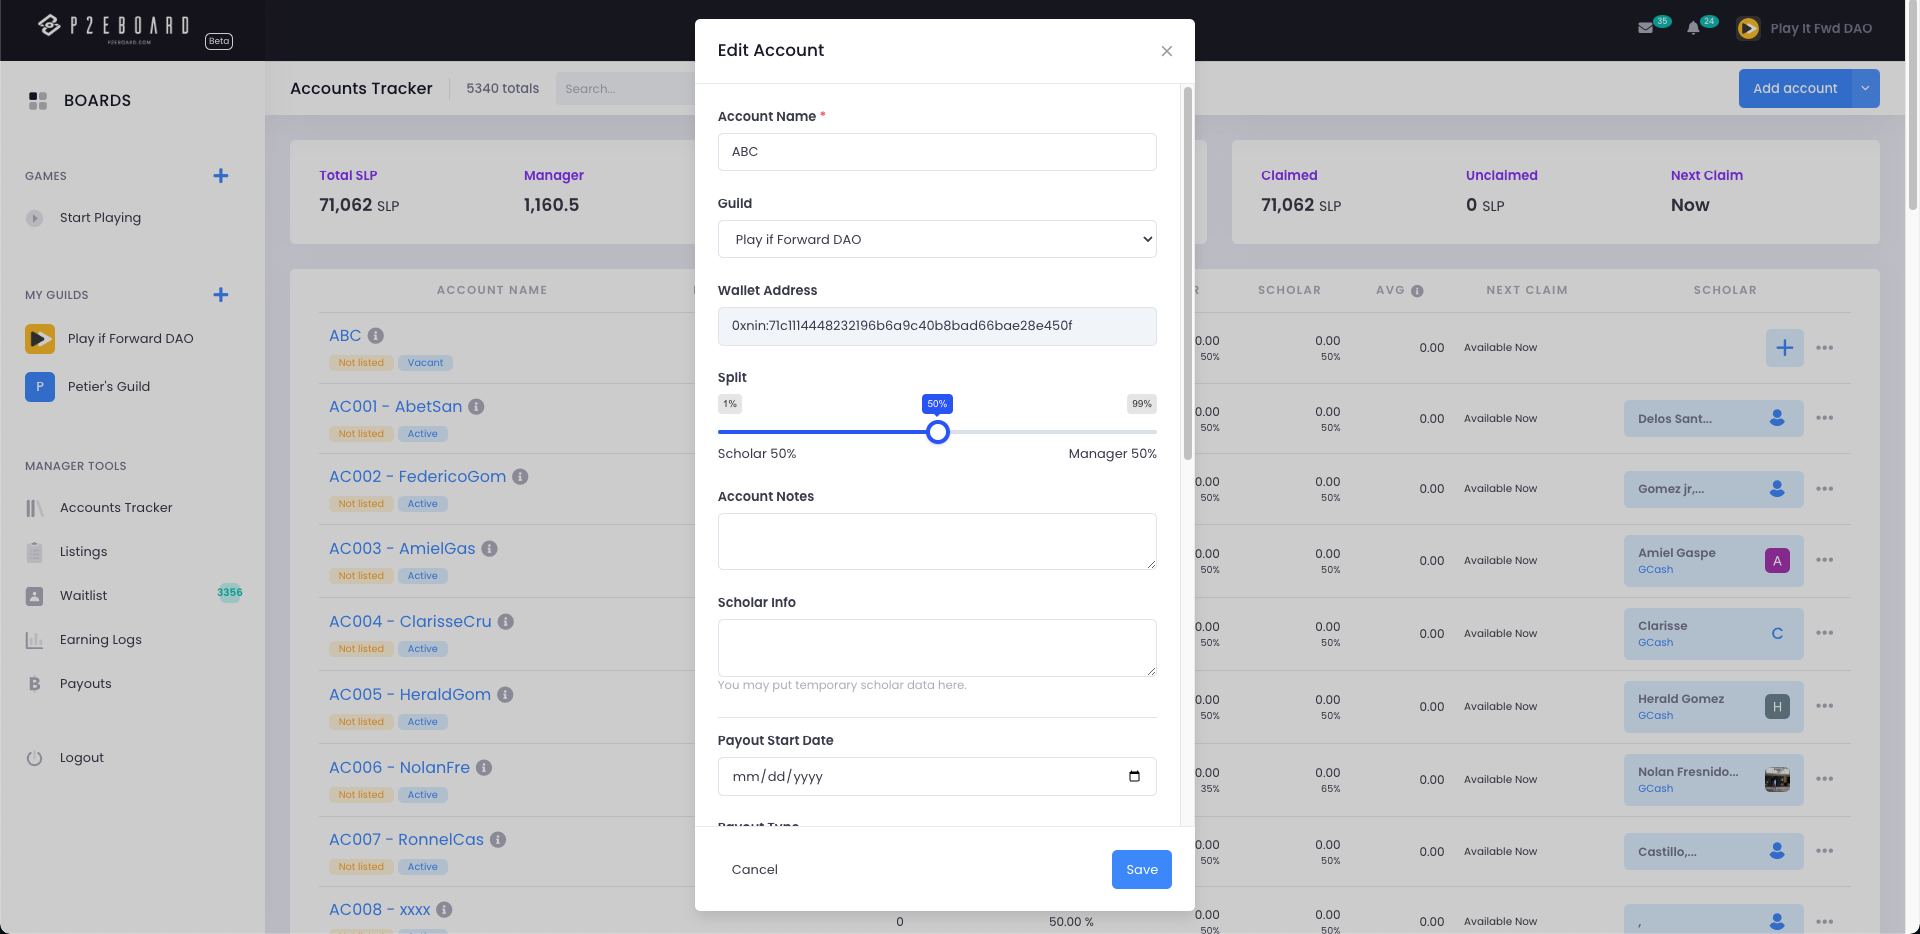 P2EBOARD
P2EBOARD.COM
Beta
35
24
Play It Fwd DAO
BOARDS
GAMES
Start Playing
MY GUILDS
Play if Forward DAO
P
Petier's Guild
MANAGER TOOLS
Accounts Tracker
Listings
Waitlist
3356
Earning Logs
Payouts
Logout
Accounts Tracker
5340 totals
Search...
Add account
Total SLP
71,062 SLP
Manager
1,160.5
Claimed
71,062 SLP
Unclaimed
0 SLP
Next Claim
Now
ACCOUNT NAME
SCHOLAR
AVG
NEXT CLAIM
SCHOLAR
ABC
Not listed
Vacant
0.00
50%
0.00
50%
0.00
Available Now
AC001 - AbetSan
Not listed
Active
0.00
50%
0.00
50%
0.00
Available Now
Delos Sant...
AC002 - FedericoGom
Not listed
Active
0.00
50%
0.00
50%
0.00
Available Now
Gomez jr,...
AC003 - AmielGas
Not listed
Active
0.00
50%
0.00
50%
0.00
Available Now
Amiel Gaspe
GCash
A
AC004 - ClarisseCru
Not listed
Active
0.00
50%
0.00
50%
0.00
Available Now
Clarisse
GCash
C
AC005 - HeraldGom
Not listed
Active
0.00
50%
0.00
50%
0.00
Available Now
Herald Gomez
GCash
H
AC006 - NolanFre
Not listed
Active
0.00
35%
0.00
65%
0.00
Available Now
Nolan Fresnido...
GCash
AC007 - RonnelCas
Not listed
Active
0.00
50%
0.00
50%
0.00
Available Now
Castillo,...
AC008 - xxxx
0
50.00 %
0.00
50%
0.00
50%
0.00
Available Now
,
Edit Account
Account Name *
ABC
Guild
Play if Forward DAO
Wallet Address
0xnin:71c1114448232196b6a9c40b8bad66bae28e450f
Split
1%
50%
99%
Scholar 50%
Manager 50%
Account Notes
Scholar Info
You may put temporary scholar data here.
Payout Start Date
mm/dd/yyyy
Payout Type
Cancel
Save